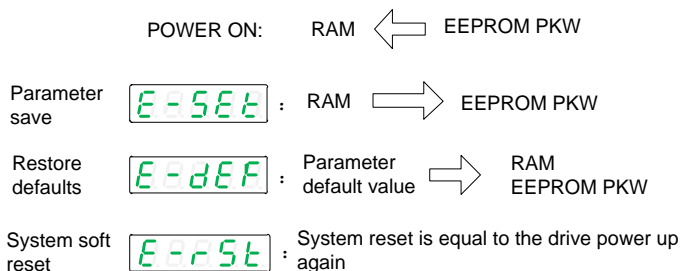 POWER ON: RAM EEPROM PKW
Parameter
save
E-SEt : RAM EEPROM PKW
Restore
defaults
E-dEF : Parameter
default value
RAM
EEPROM PKW
System soft
reset
E-rSt : System reset is equal to the drive power up
again